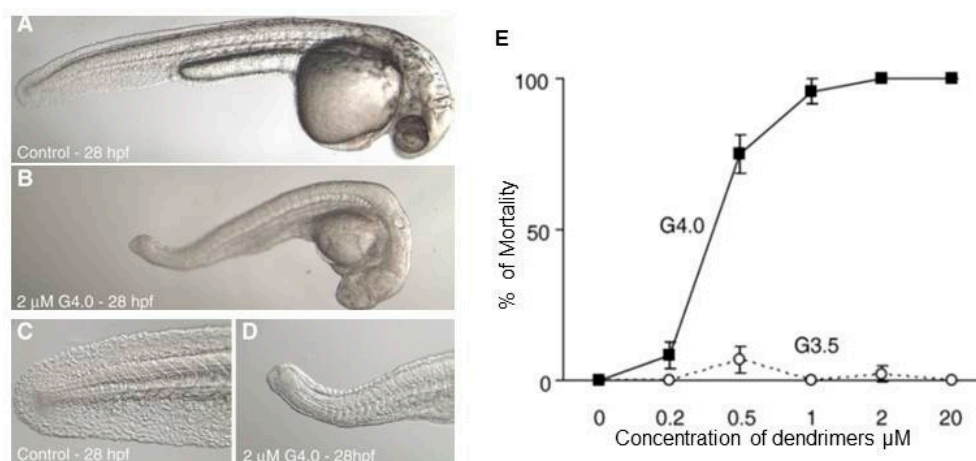 A
Control - 28 hpf
B
2 μM G4.0 - 28 hpf
C
Control - 28 hpf
D
2 μM G4.0 - 28hpf
E
% of Mortality
100
50
0
G4.0
G3.5
0 0.2 0.5 1 2 20
Concentration of dendrimers μM